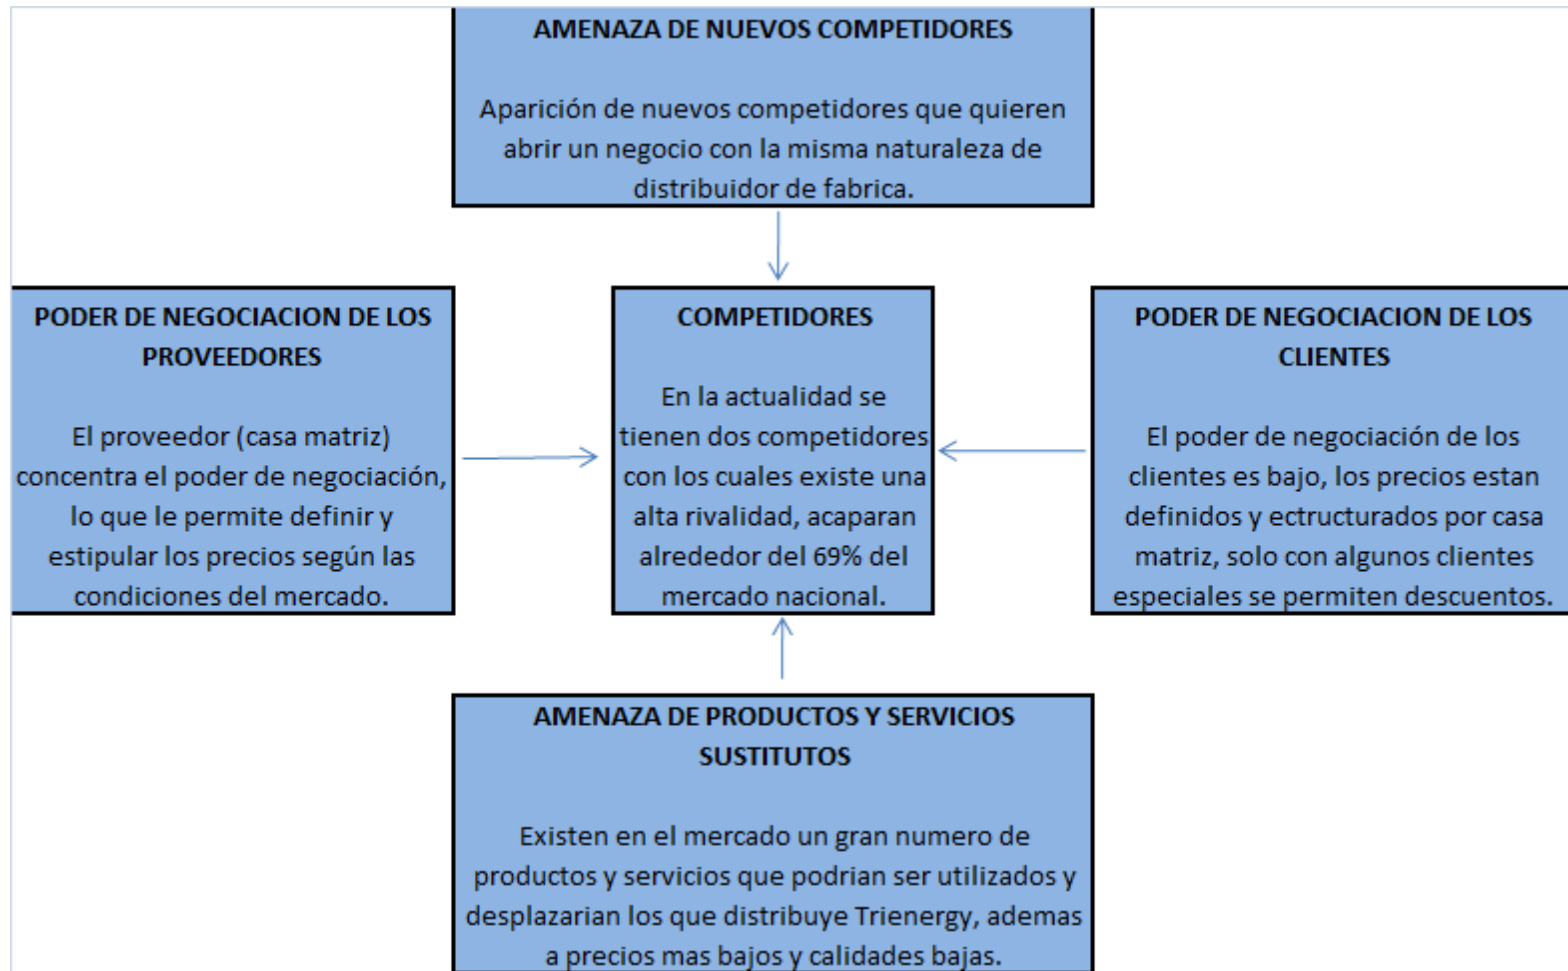 AMENAZA DE NUEVOS COMPETIDORES
Aparición de nuevos competidores que quieren
abrir un negocio con la misma naturaleza de
distribuidor de fabrica.
PODER DE NEGOCIACION DE LOS
PROVEEDORES
El proveedor (casa matriz)
concentra el poder de negociación,
lo que le permite definir y
estipular los precios según las
condiciones del mercado.
COMPETIDORES
En la actualidad se
tienen dos competidores
con los cuales existe una
alta rivalidad, acaparan
alrededor del 69% del
mercado nacional.
PODER DE NEGOCIACION DE LOS
CLIENTES
El poder de negociación de los
clientes es bajo, los precios estan
definidos y ectructurados por casa
matriz, solo con algunos clientes
especiales se permiten descuentos.
AMENAZA DE PRODUCTOS Y SERVICIOS
SUSTITUTOS
Existen en el mercado un gran numero de
productos y servicios que podrian ser utilizados y
desplazarian los que distribuye Trienergy, ademas
a precios mas bajos y calidades bajas.